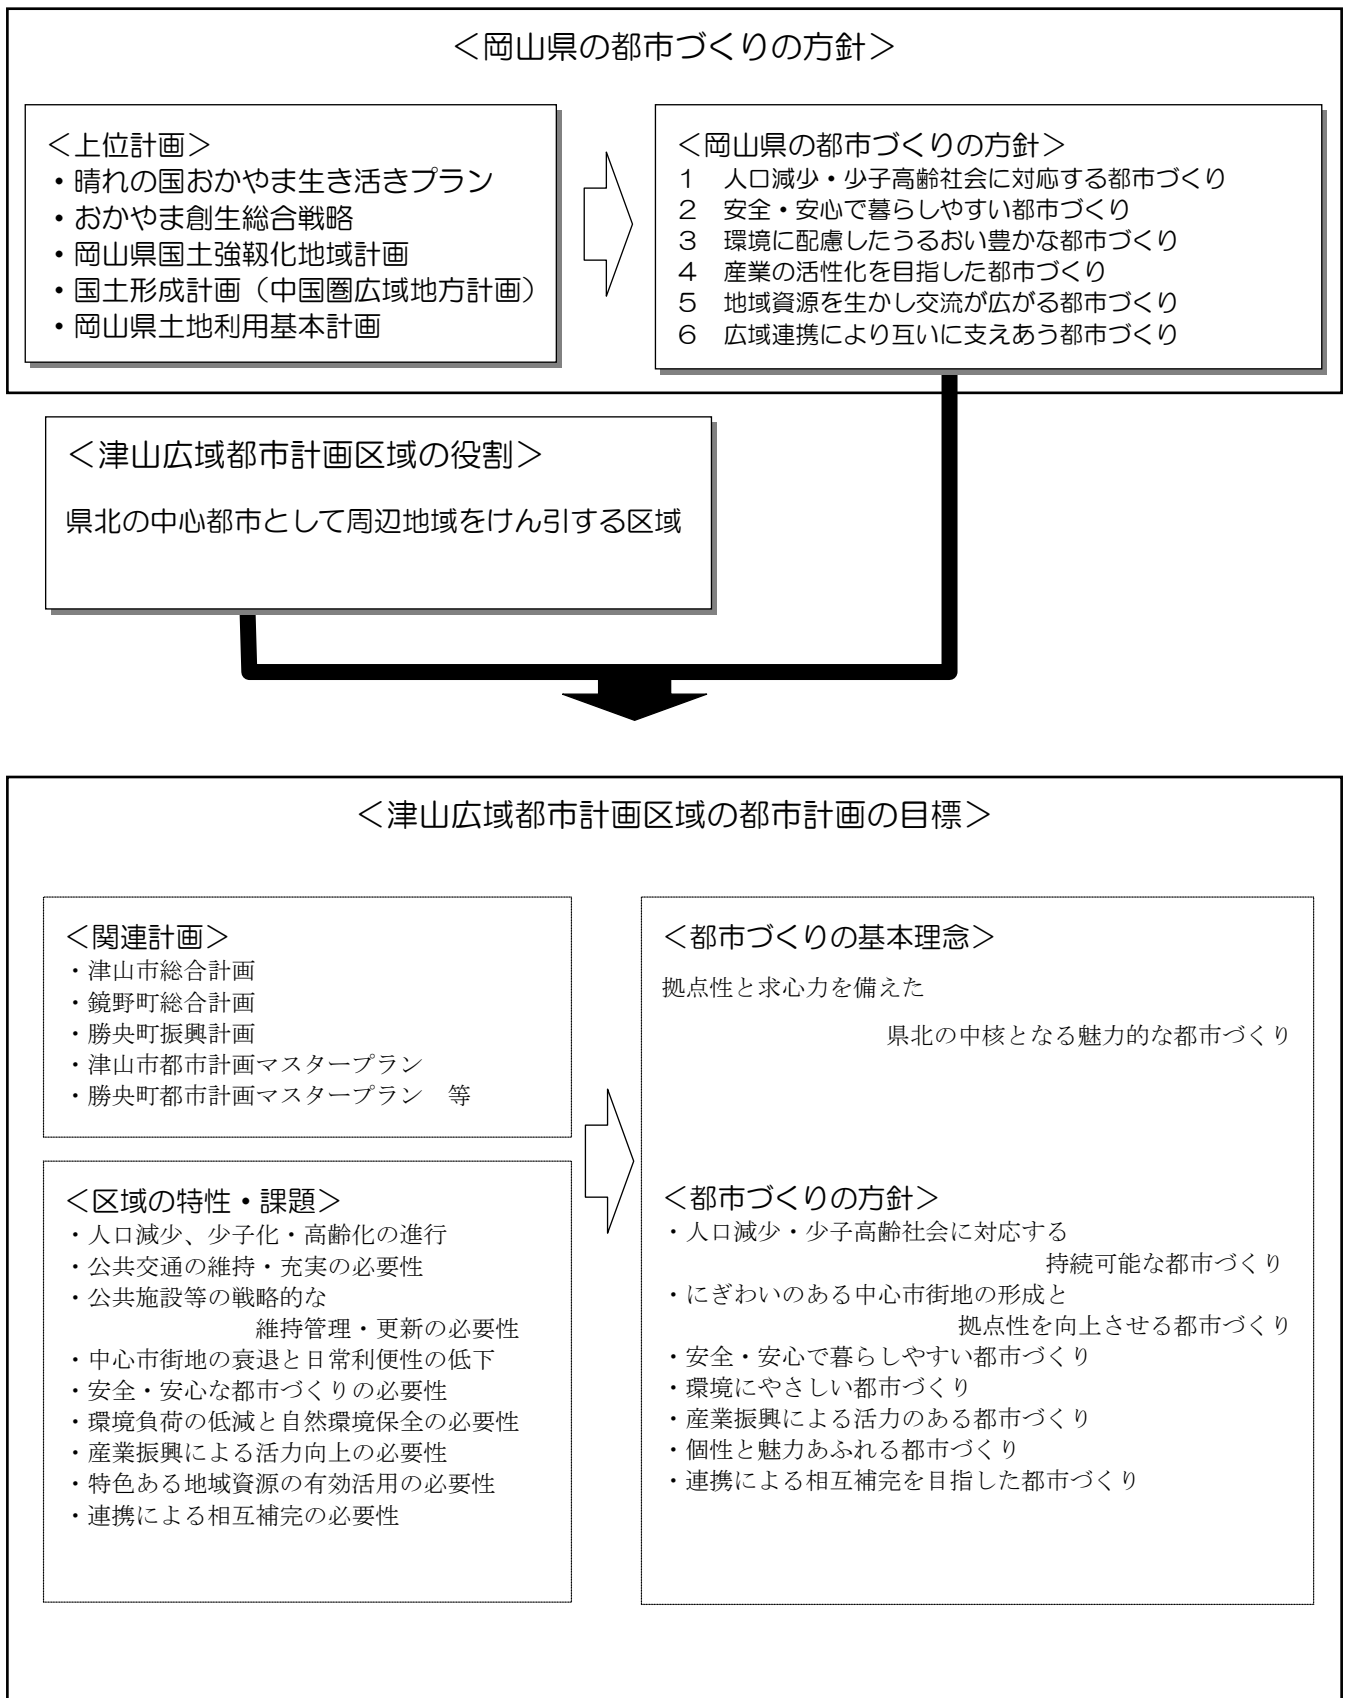 ＜岡山県の都市づくりの方針＞
＜上位計画＞
・晴れの国おかやま生き活きプラン
・おかやま創生総合戦略
・岡山県国土強靱化地域計画
・国土形成計画（中国圏広域地方計画）
・岡山県土地利用基本計画
＜岡山県の都市づくりの方針＞
１　人口減少・少子高齢社会に対応する都市づくり
２　安全・安心で暮らしやすい都市づくり
３　環境に配慮したうるおい豊かな都市づくり
４　産業の活性化を目指した都市づくり
５　地域資源を生かし交流が広がる都市づくり
６　広域連携により互いに支えあう都市づくり
＜津山広域都市計画区域の役割＞
県北の中心都市として周辺地域をけん引する区域
＜津山広域都市計画区域の都市計画の目標＞
＜関連計画＞
・津山市総合計画
・鏡野町総合計画
・勝央町振興計画
・津山市都市計画マスタープラン
・勝央町都市計画マスタープラン　等
＜区域の特性・課題＞
・人口減少、少子化・高齢化の進行
・公共交通の維持・充実の必要性
・公共施設等の戦略的な
維持管理・更新の必要性
・中心市街地の衰退と日常利便性の低下
・安全・安心な都市づくりの必要性
・環境負荷の低減と自然環境保全の必要性
・産業振興による活力向上の必要性
・特色ある地域資源の有効活用の必要性
・連携による相互補完の必要性
＜都市づくりの基本理念＞
拠点性と求心力を備えた
県北の中核となる魅力的な都市づくり
＜都市づくりの方針＞
・人口減少・少子高齢社会に対応する
持続可能な都市づくり
・にぎわいのある中心市街地の形成と
拠点性を向上させる都市づくり
・安全・安心で暮らしやすい都市づくり
・環境にやさしい都市づくり
・産業振興による活力のある都市づくり
・個性と魅力あふれる都市づくり
・連携による相互補完を目指した都市づくり